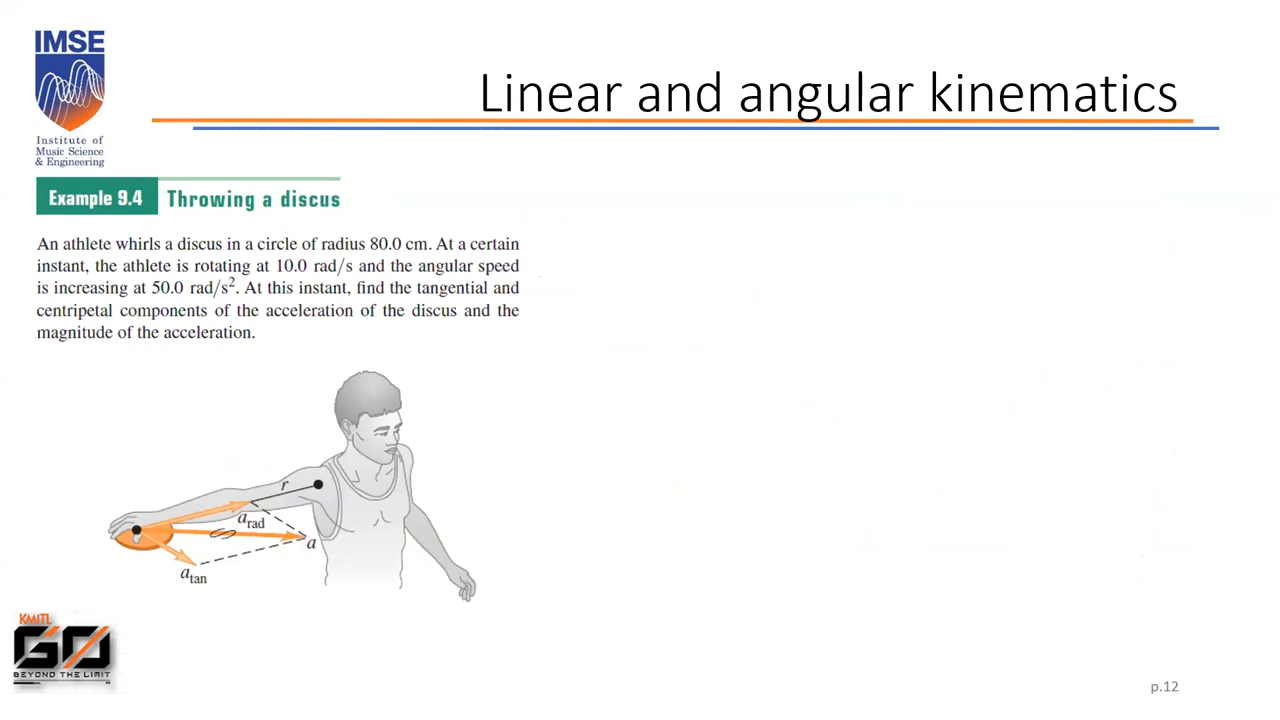 IMSE
Institute of
Music Science
& Engineering
Linear and angular kinematics
Example 9.4 Throwing a discus
An athlete whirls a discus in a circle of radius 80.0 cm. At a certain
instant, the athlete is rotating at 10.0 rad/s and the angular speed
is increasing at 50.0 rad/s². At this instant, find the tangential and
centripetal components of the acceleration of the discus and the
magnitude of the acceleration.
r
a_rad
a
a_tan
KMITL
GO
BEYOND THE LIMIT
p.12